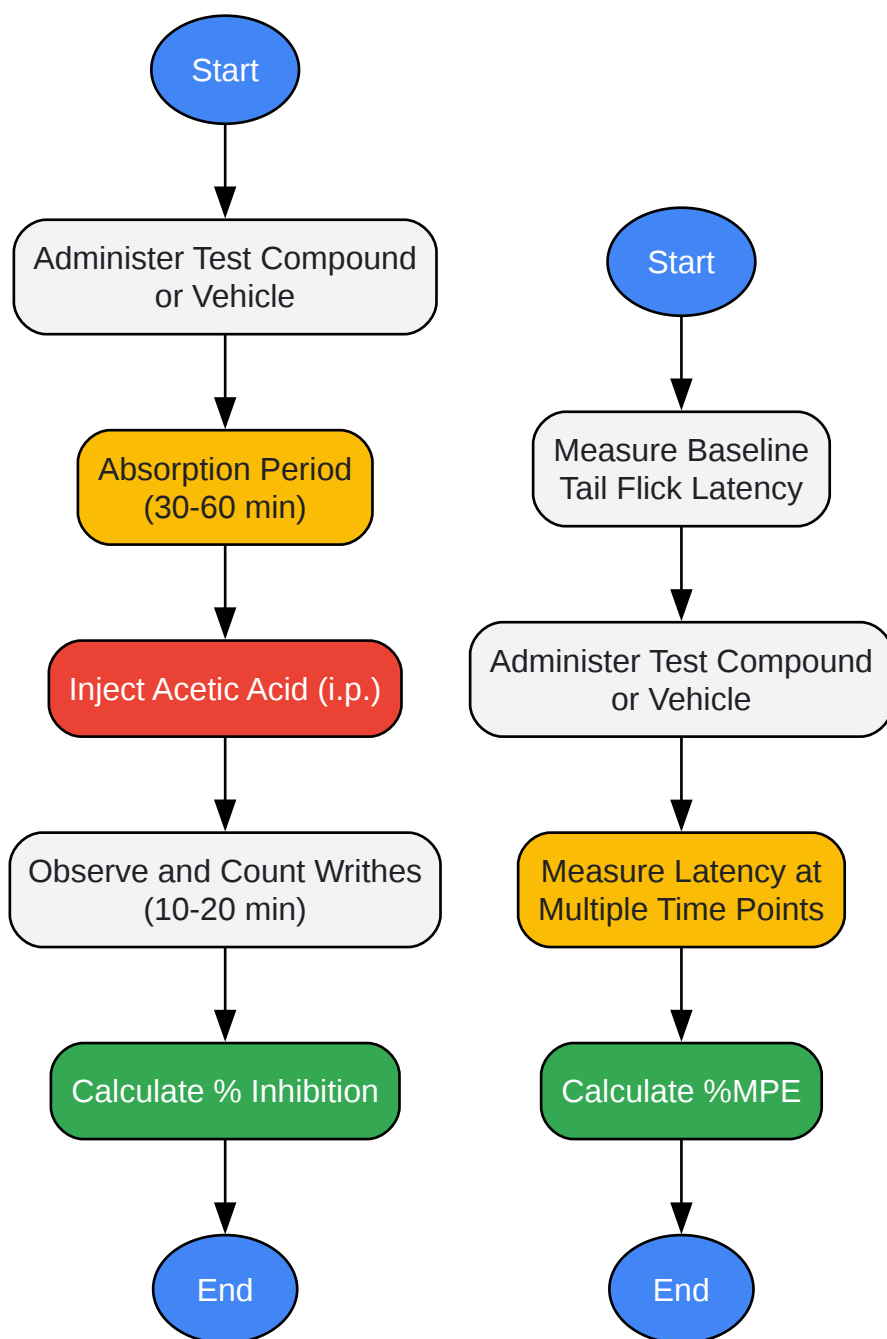 Start
Administer Test Compound
or Vehicle
Absorption Period
(30-60 min)
Inject Acetic Acid (i.p.)
Observe and Count Writhes
(10-20 min)
Calculate % Inhibition
End
Start
Measure Baseline
Tail Flick Latency
Administer Test Compound
or Vehicle
Measure Latency at
Multiple Time Points
Calculate %MPE
End